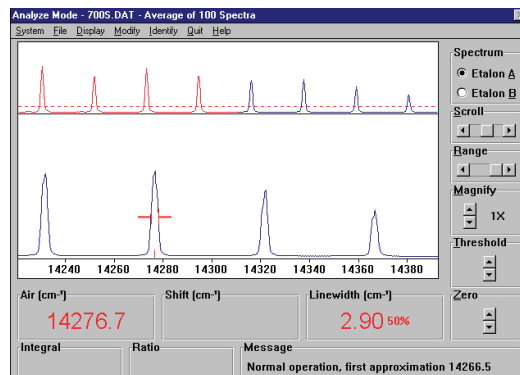 Analyze Mode - 700S.DAT - Average of 100 Spectra
System File Display Modify Identify Quit Help
Spectrum
Etalon A
Etalon B
Scroll
Range
Magnify
1X
Threshold
Zero
14240 14260 14280 14300 14320 14340 14360 14380
Air (cm-¹) Shift (cm-¹) Linewidth (cm-¹)
14276.7 2.90 50%
Integral Ratio Message
Normal operation, first approximation 14266.5